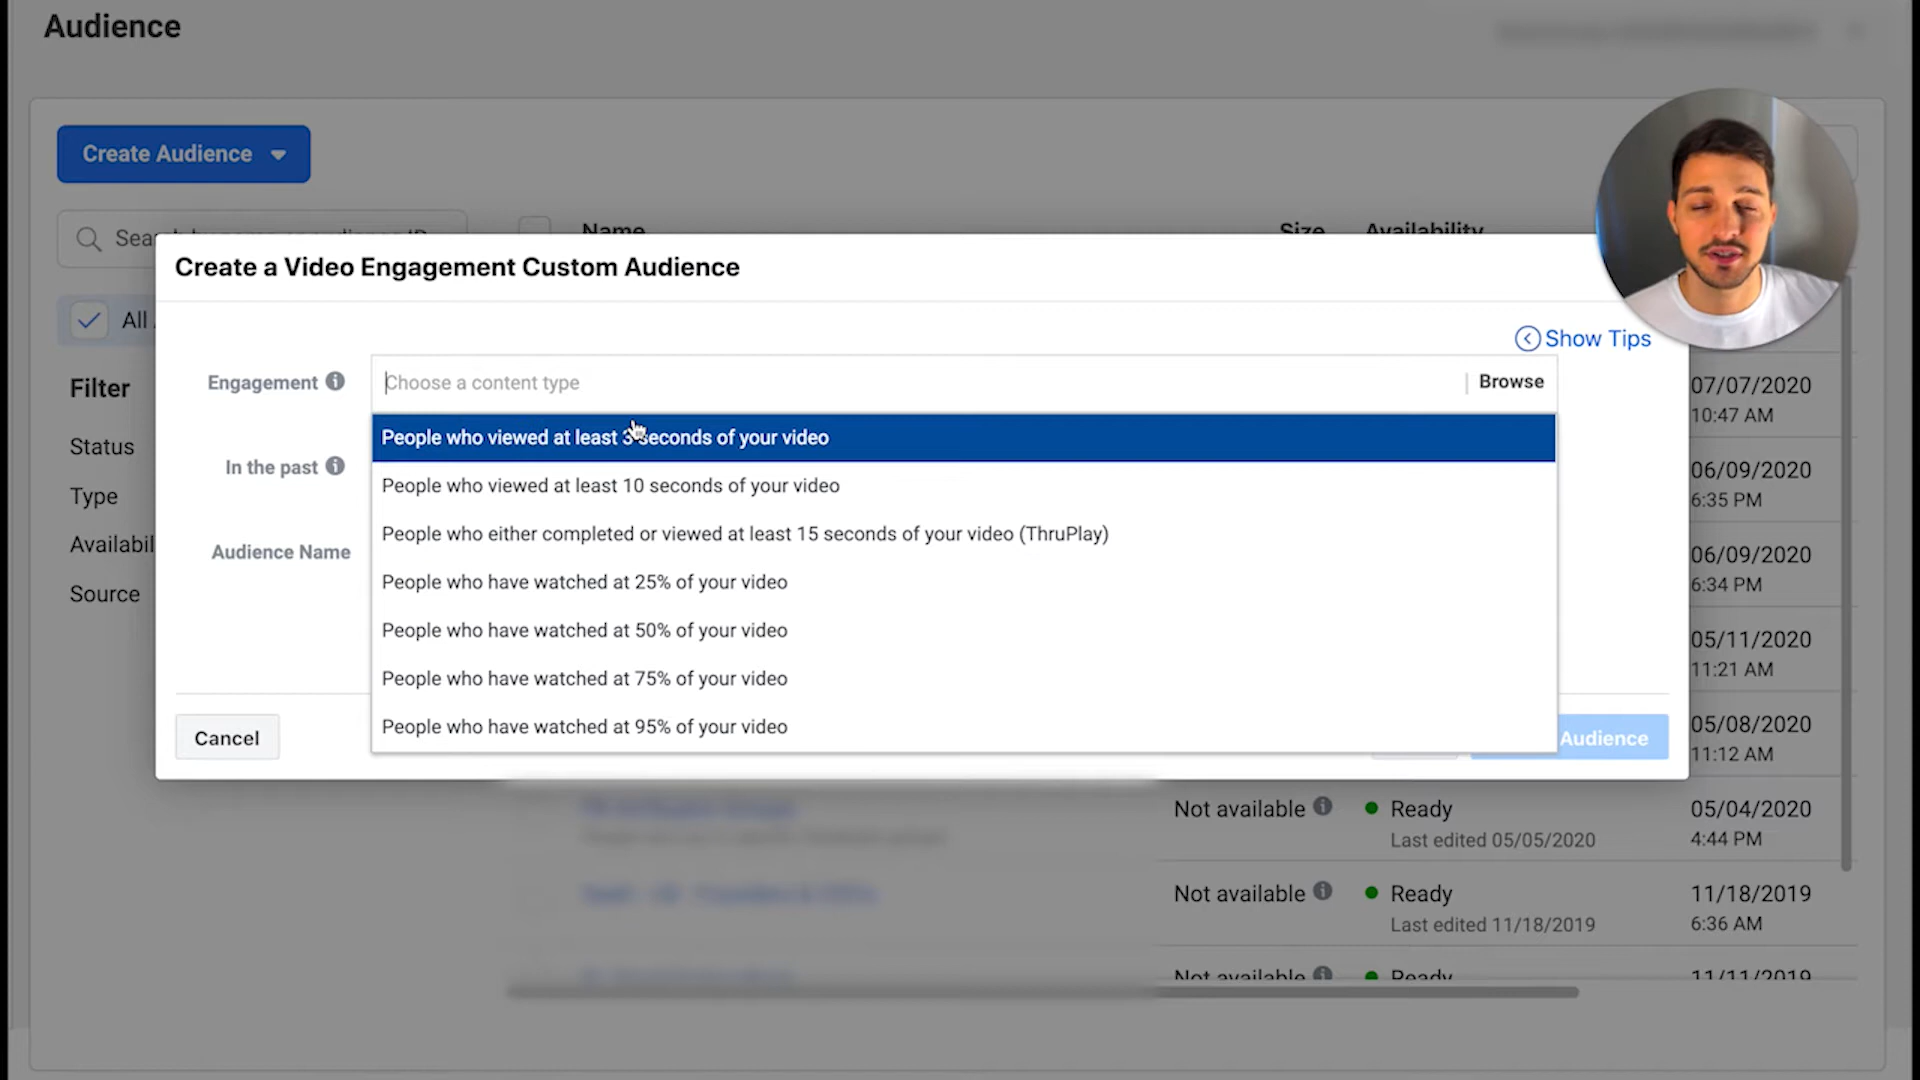 Audience
Create Audience
Name
Size
Availability
All
Create a Video Engagement Custom Audience
Show Tips
Engagement
Choose a content type
Browse
People who viewed at least 3 seconds of your video
People who viewed at least 10 seconds of your video
People who either completed or viewed at least 15 seconds of your video (ThruPlay)
People who have watched at 25% of your video
People who have watched at 50% of your video
People who have watched at 75% of your video
People who have watched at 95% of your video
In the past
Audience Name
Cancel
Audience
Filter
Status
Type
Availabil
Source
07/07/2020
10:47 AM
06/09/2020
6:35 PM
06/09/2020
6:34 PM
05/11/2020
11:21 AM
05/08/2020
11:12 AM
Not available
Ready
05/04/2020
Last edited 05/05/2020
4:44 PM
Not available
Ready
11/18/2019
Last edited 11/18/2019
6:36 AM
Not available
Ready
11/11/2019